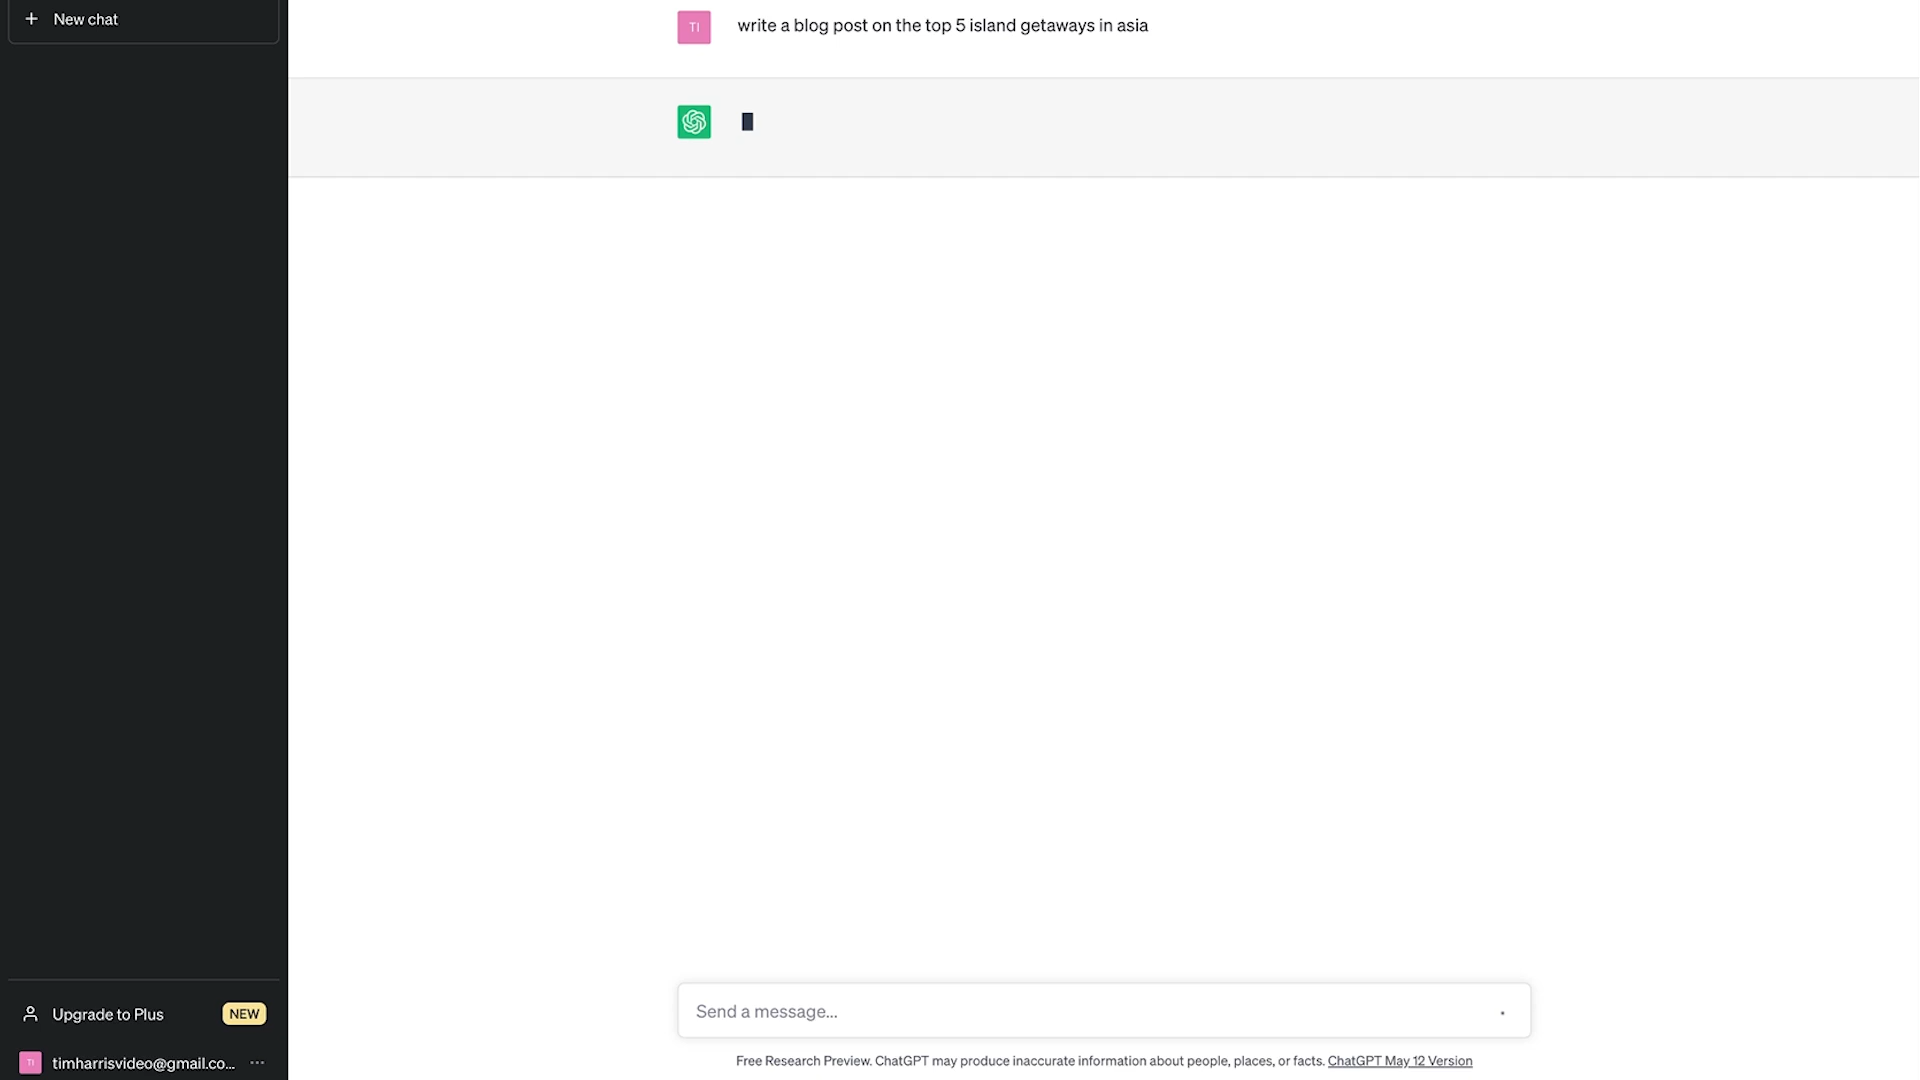 New chat
TI
write a blog post on the top 5 island getaways in asia
Send a message...
Free Research Preview. ChatGPT may produce inaccurate information about people, places, or facts. ChatGPT May 12 Version
Upgrade to Plus
NEW
TI
timharrisvideo@gmail.co...